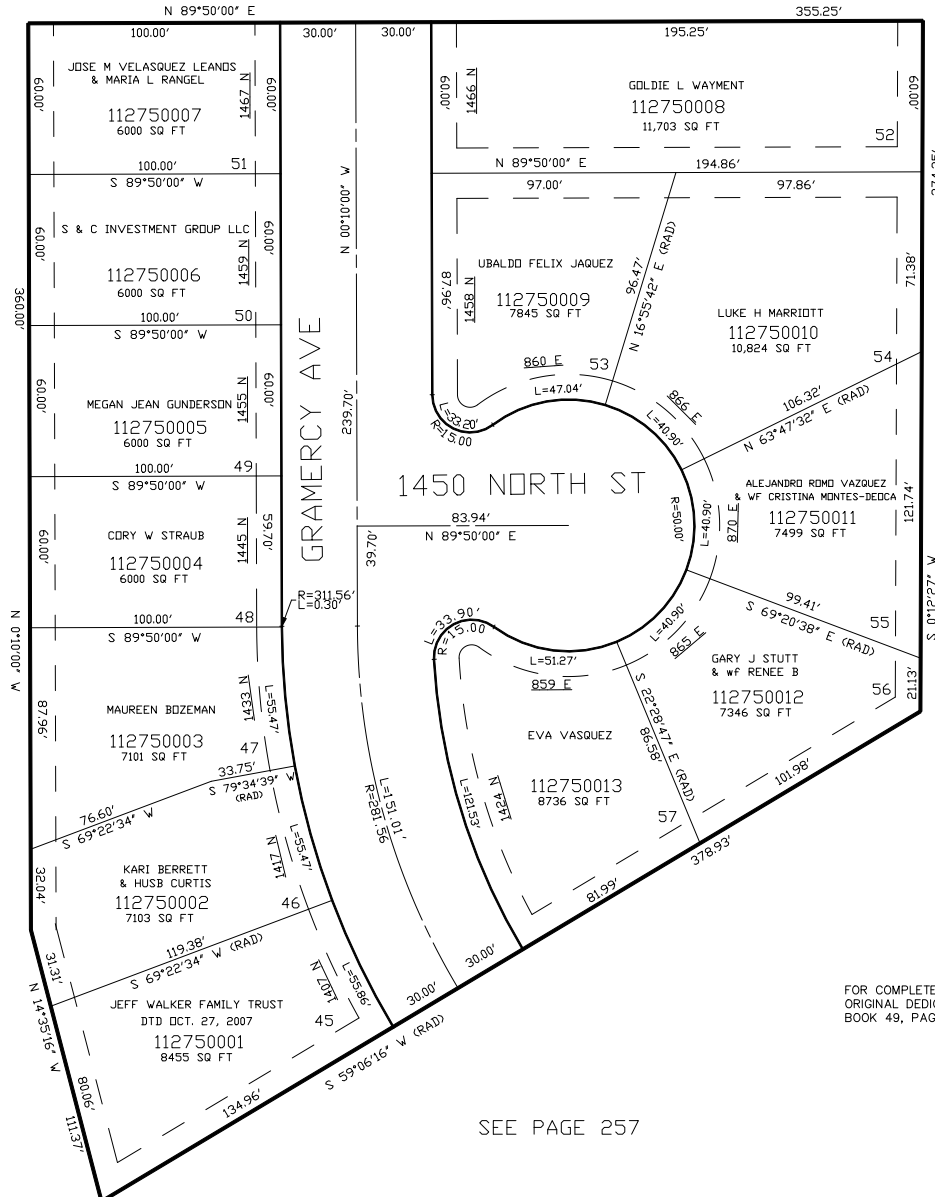 N 89°50'00" E
355.25'
100.00'
30.00'
30.00'
195.25'
JOSE M VELASQUEZ LEANOS
& MARIA L RANGEL
112750007
6000 SQ FT
60.00'
1467 N
60.00'
60.00'
1466 N
GOLDIE L WAYMENT
112750008
11,703 SQ FT
60.00'
52
100.00'
51
S 89°50'00" W
N 89°50'00" E
194.86'
97.00'
97.86'
N 00°10'00" W
S & C INVESTMENT GROUP LLC
112750006
6000 SQ FT
60.00'
1459 N
60.00'
UBALDO FELIX JAQUEZ
112750009
7845 SQ FT
87.96'
1458 N
96.47'
N 16°55'42" E (RAD)
71.38'
LUKE H MARRIOTT
112750010
10,824 SQ FT
360.00'
100.00'
50
S 89°50'00" W
GRAMERCY AVE
239.70'
860 E
53
54
L=47.04'
866 E
L=40.90'
106.32'
N 63°47'32" E (RAD)
MEGAN JEAN GUNDERSON
112750005
6000 SQ FT
60.00'
1455 N
60.00'
L=33.20'
R=15.00
100.00'
49
S 89°50'00" W
1450 NORTH ST
R=50.00'
L=40.90'
870 E
ALEJANDRO ROMO VAZQUEZ
& WF CRISTINA MONTES-DEOCA
112750011
7499 SQ FT
121.74'
83.94'
N 89°50'00" E
39.70'
CORY W STRAUB
112750004
6000 SQ FT
60.00'
1445 N
59.70'
R=311.56'
L=0.30'
100.00'
48
S 89°50'00" W
N 0°10'00" W
S 0°12'27" W
L=33.90'
R=15.00
L=40.90'
865 E
99.41'
S 69°20'38" E (RAD)
55
L=51.27'
859 E
GARY J STUTT
& wf RENEE B
112750012
7346 SQ FT
56
21.13'
MAUREEN BOZEMAN
112750003
7101 SQ FT
87.96'
1433 N
L=55.47'
47
33.75'
S 79°34'39" W
(RAD)
S 22°28'47" E (RAD)
86.58'
EVA VASQUEZ
112750013
8736 SQ FT
57
1424 N
L=121.53'
L=151.01'
R=281.56
101.98'
378.93'
81.99'
76.60'
S 69°22'34" W
KARI BERRETT
& HUSB CURTIS
112750002
7103 SQ FT
32.04'
L=55.47'
1417 N
46
119.38'
S 69°22'34" W (RAD)
31.31'
N 14°35'16" W
JEFF WALKER FAMILY TRUST
DTD OCT. 27, 2007
112750001
8455 SQ FT
1407 N
L=55.86'
45
30.00'
30.00'
S 59°06'16" W (RAD)
80.06'
111.37'
134.96'
FOR COMPLETE
ORIGINAL DEDIC
BOOK 49, PAG
SEE PAGE 257